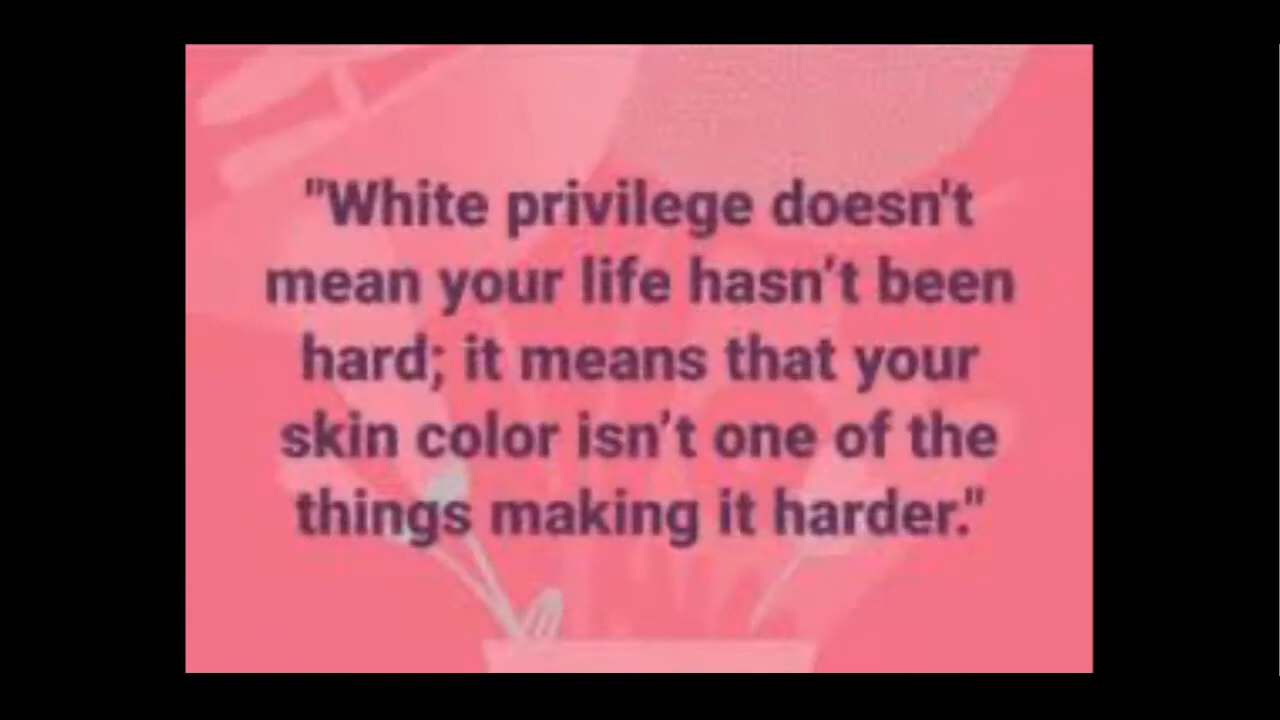 "White privilege doesn't
mean your life hasn’t been
hard; it means that your
skin color isn’t one of the
things making it harder."